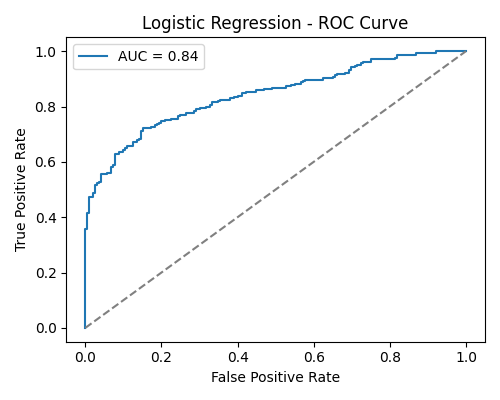 Logistic Regression - ROC Curve
AUC = 0.84
True Positive Rate
1.0
0.8
0.6
0.4
0.2
0.0
0.0 0.2 0.4 0.6 0.8 1.0
False Positive Rate